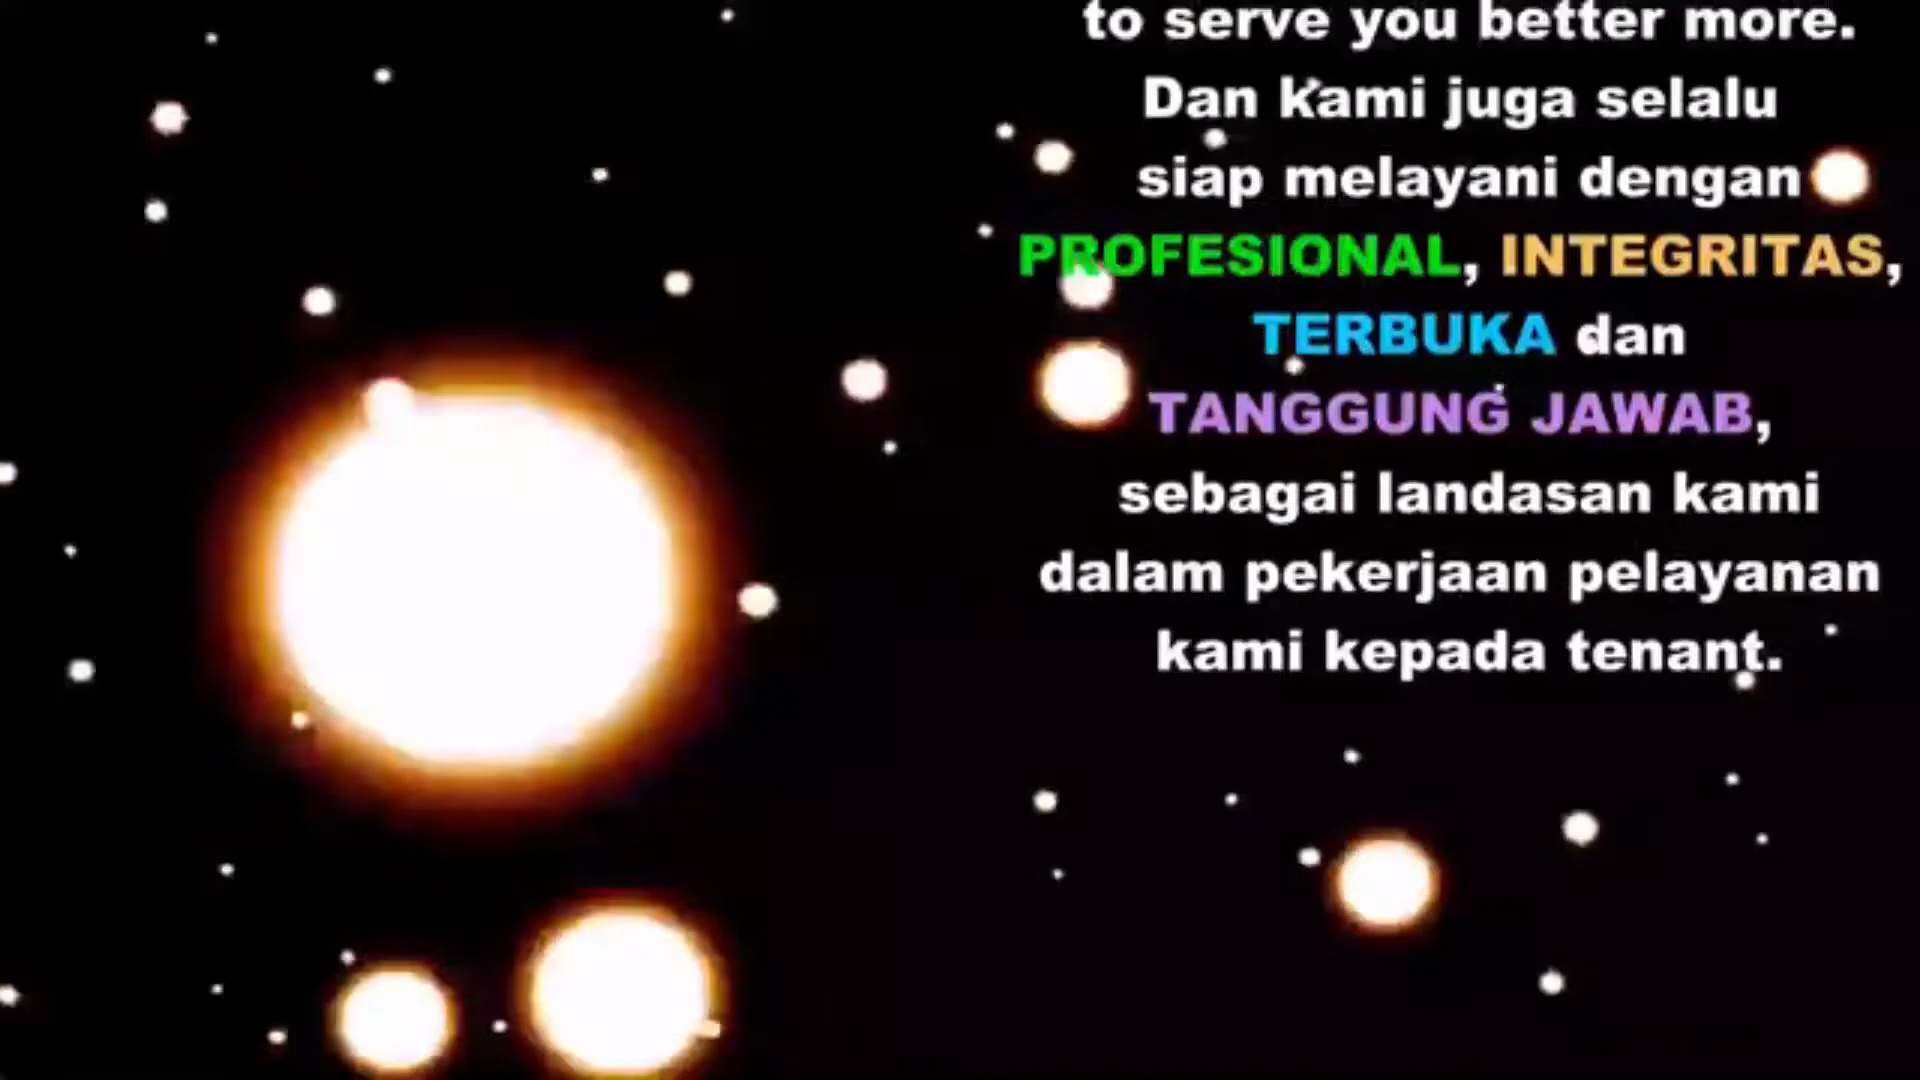 to serve you better more.
Dan kami juga selalu
siap melayani dengan
PROFESIONAL, INTEGRITAS,
TERBUKA dan
TANGGUNG JAWAB,
sebagai landasan kami
dalam pekerjaan pelayanan
kami kepada tenant.